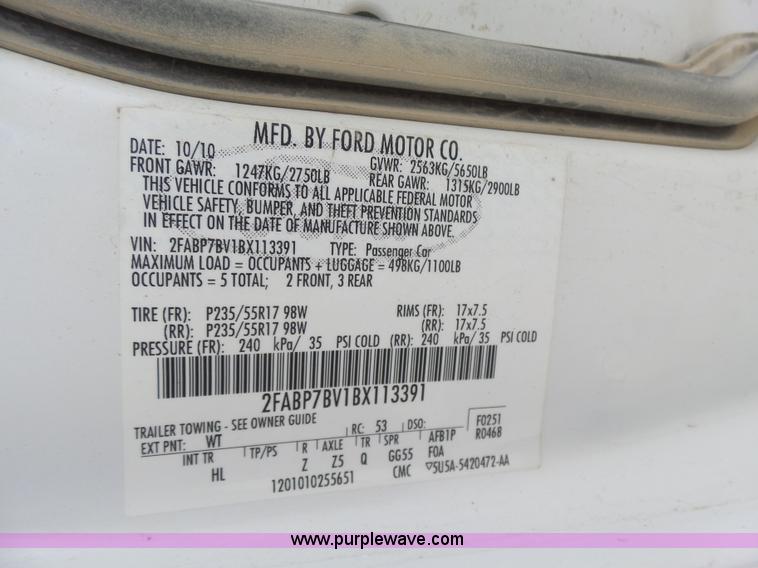 MFD. BY FORD MOTOR CO.
DATE: 10/10 GVWR: 2563KG/5650LB
FRONT GAWR: 1247KG/2750LB REAR GAWR: 1315KG/2900LB
THIS VEHICLE CONFORMS TO ALL APPLICABLE FEDERAL MOTOR
VEHICLE SAFETY, BUMPER, AND THEFT PREVENTION STANDARDS
IN EFFECT ON THE DATE OF MANUFACTURE SHOWN ABOVE.
VIN: 2FABP7BV1BX113391 TYPE: Passenger Car
MAXIMUM LOAD = OCCUPANTS + LUGGAGE = 498KG/1100LB
OCCUPANTS = 5 TOTAL; 2 FRONT, 3 REAR
TIRE (FR): P235/55R17 98W RIMS (FR): 17x7.5
(RR): P235/55R17 98W (RR): 17x7.5
PRESSURE (FR): 240 kPa/ 35 PSI COLD (RR): 240 kPa/ 35 PSI COLD
2FABP7BV1BX113391
TRAILER TOWING - SEE OWNER GUIDE RC: 53 DSO: F0251
EXT PNT: WT R0468
INT TR TP/PS R AXLE TR SPR AFB1P
HL Z Z5 Q GG55 FOA
1201010255651 CMC ▽5U5A-5420472-AA
www.purplewave.com